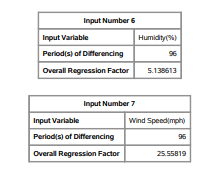 Input Number 6
Input Variable Humidity(%)
Period(s) of Differencing 96
Overall Regression Factor 5.138613
Input Number 7
Input Variable Wind Speed(mph)
Period(s) of Differencing 96
Overall Regression Factor 25.55819